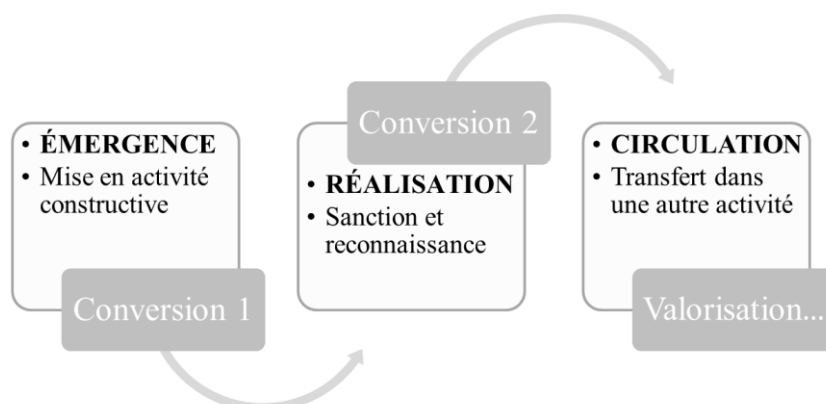 • ÉMERGENCE
• Mise en activité
constructive
Conversion 1
Conversion 2
• RÉALISATION
• Sanction et
reconnaissance
• CIRCULATION
• Transfert dans
une autre activité
Valorisation...